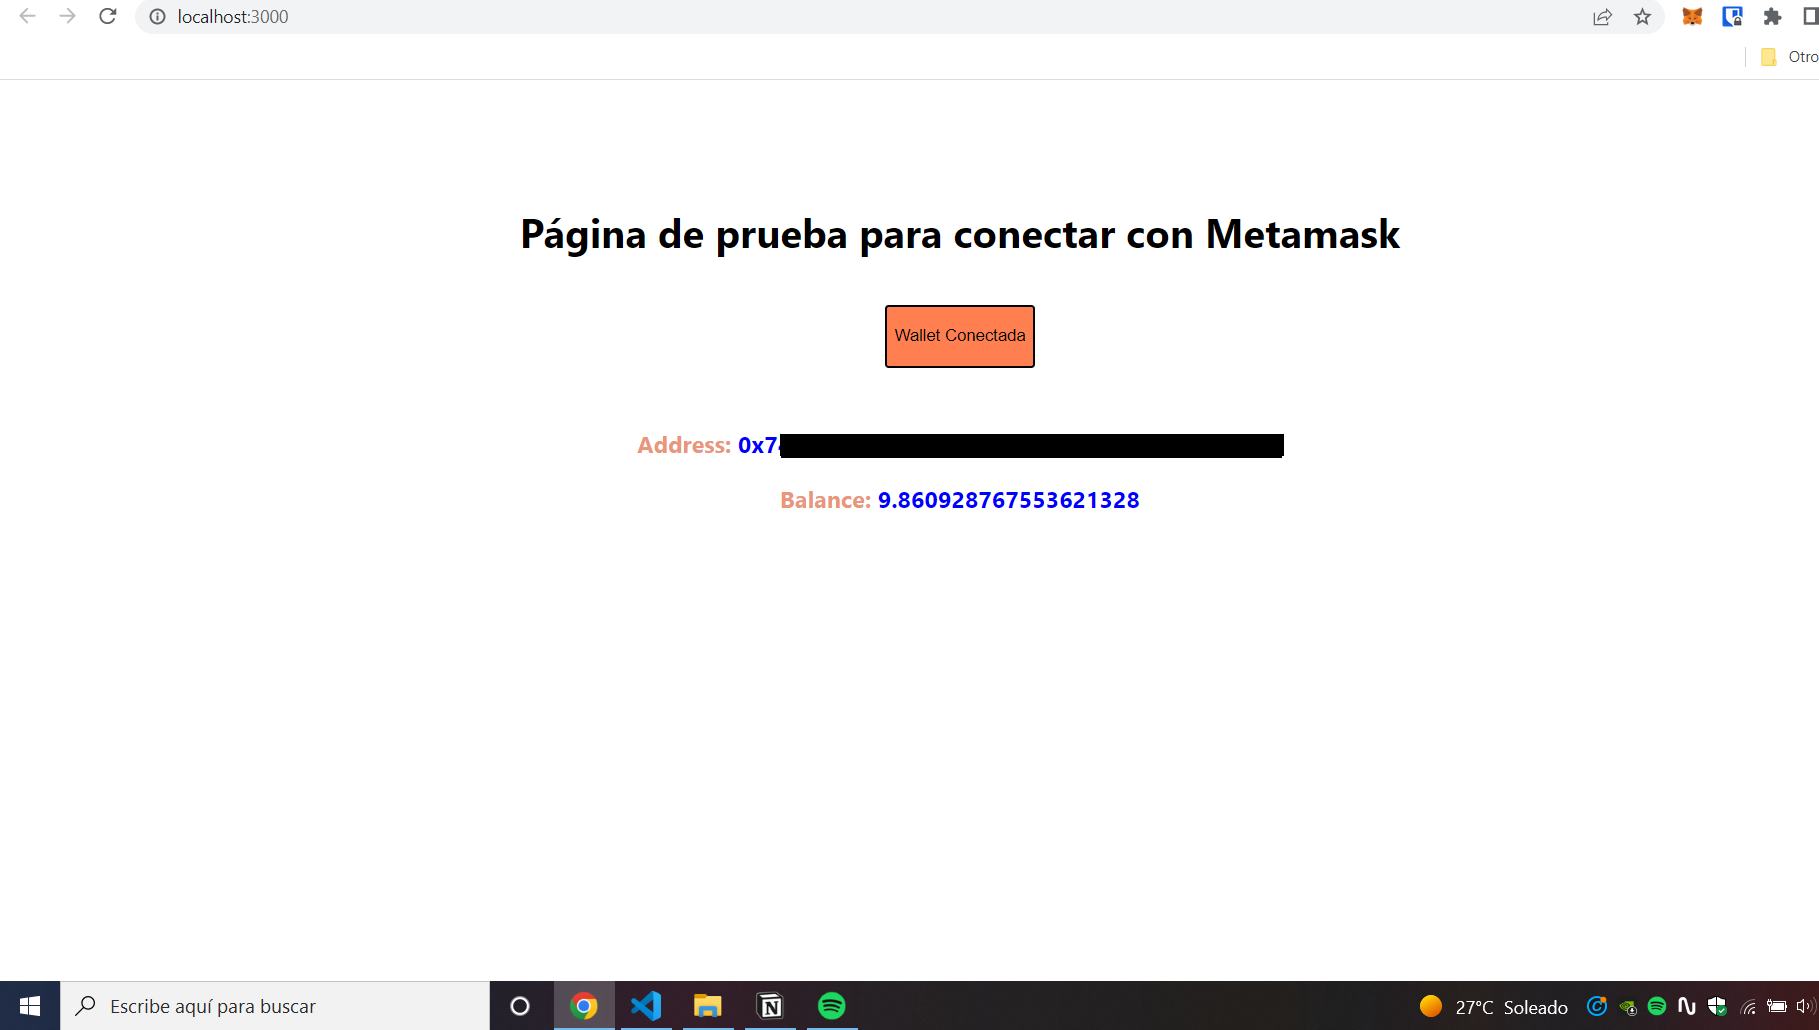 localhost:3000
Otro
Página de prueba para conectar con Metamask
Wallet Conectada
Address: 0x7
Balance: 9.860928767553621328
Escribe aquí para buscar
27°C Soleado